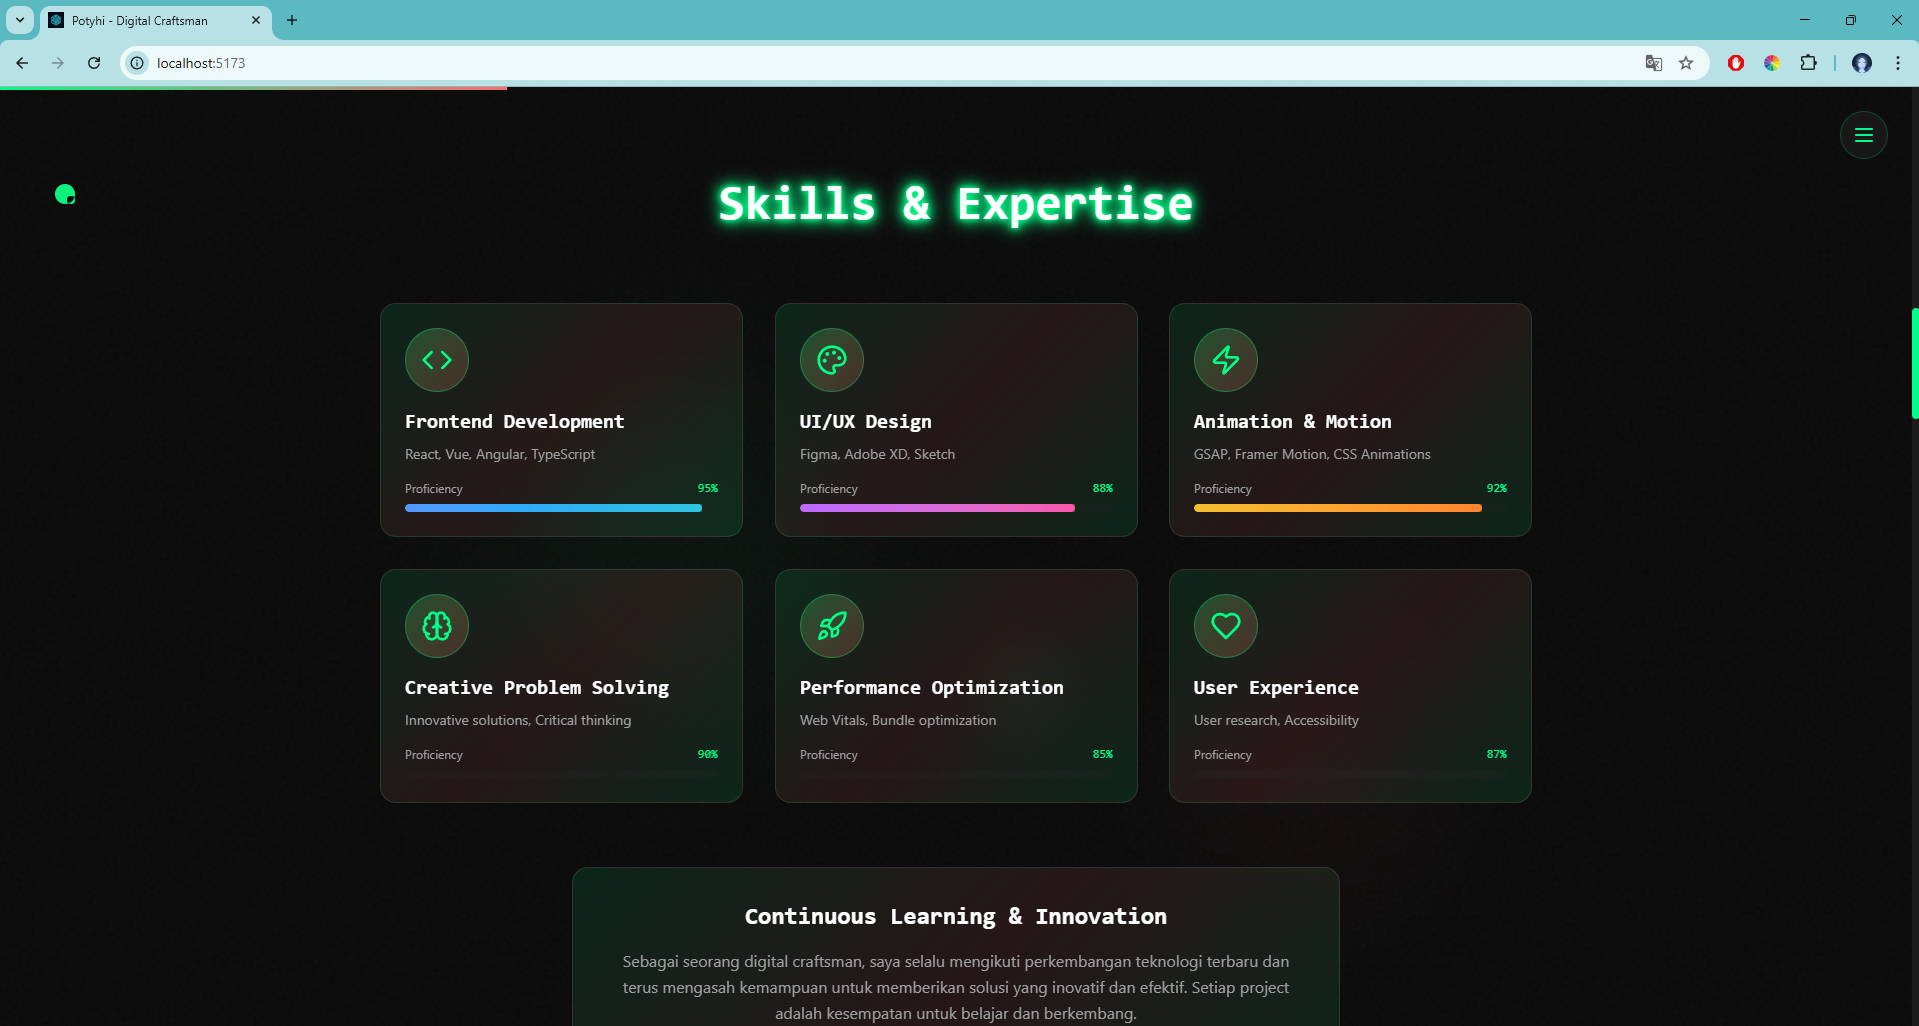 Potyhi - Digital Craftsman
localhost:5173
Skills & Expertise
Frontend Development
React, Vue, Angular, TypeScript
Proficiency 95%
UI/UX Design
Figma, Adobe XD, Sketch
Proficiency 88%
Animation & Motion
GSAP, Framer Motion, CSS Animations
Proficiency 92%
Creative Problem Solving
Innovative solutions, Critical thinking
Proficiency 90%
Performance Optimization
Web Vitals, Bundle optimization
Proficiency 85%
User Experience
User research, Accessibility
Proficiency 87%
Continuous Learning & Innovation
Sebagai seorang digital craftsman, saya selalu mengikuti perkembangan teknologi terbaru dan
terus mengasah kemampuan untuk memberikan solusi yang inovatif dan efektif. Setiap project
adalah kesempatan untuk belajar dan berkembang.